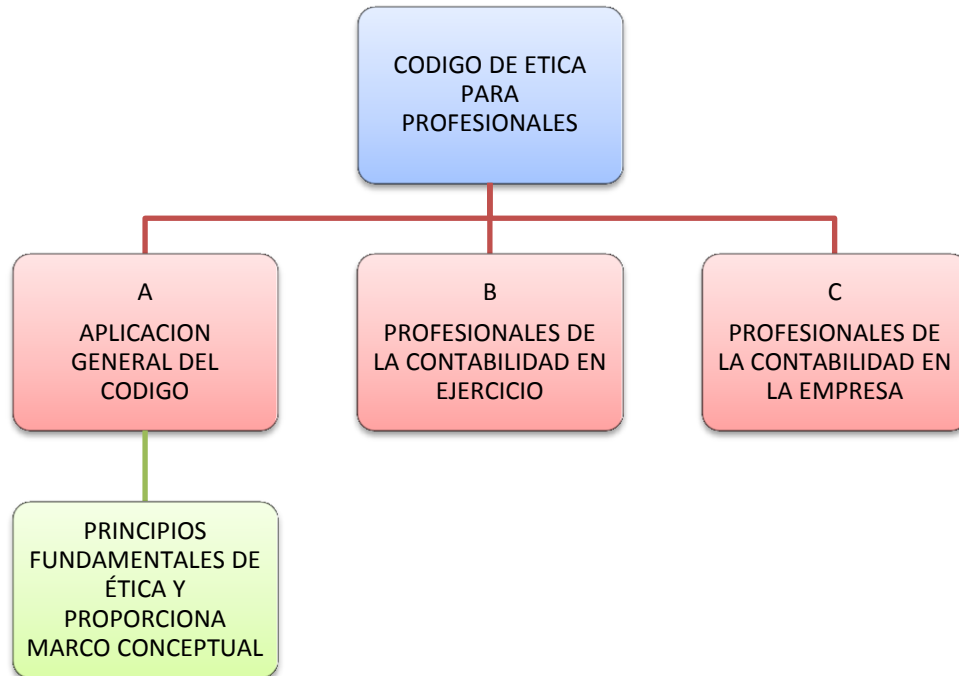 CODIGO DE ETICA
PARA
PROFESIONALES
A
APLICACION
GENERAL DEL
CODIGO
B
PROFESIONALES DE
LA CONTABILIDAD EN
EJERCICIO
C
PROFESIONALES DE
LA CONTABILIDAD EN
LA EMPRESA
PRINCIPIOS
FUNDAMENTALES DE
ÉTICA Y
PROPORCIONA
MARCO CONCEPTUAL